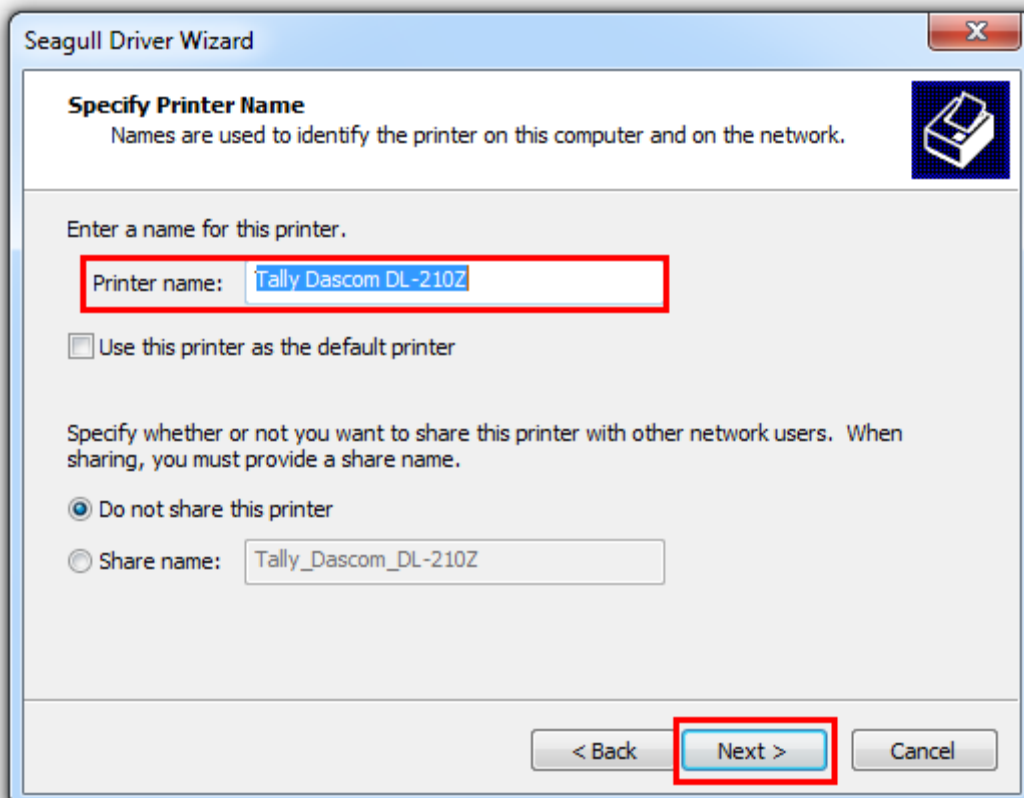 Seagull Driver Wizard
Specify Printer Name
Names are used to identify the printer on this computer and on the network.
Enter a name for this printer.
Printer name: Tally Dascom DL-210Z
Use this printer as the default printer
Specify whether or not you want to share this printer with other network users. When
sharing, you must provide a share name.
Do not share this printer
Share name: Tally_Dascom_DL-210Z
< Back Next > Cancel